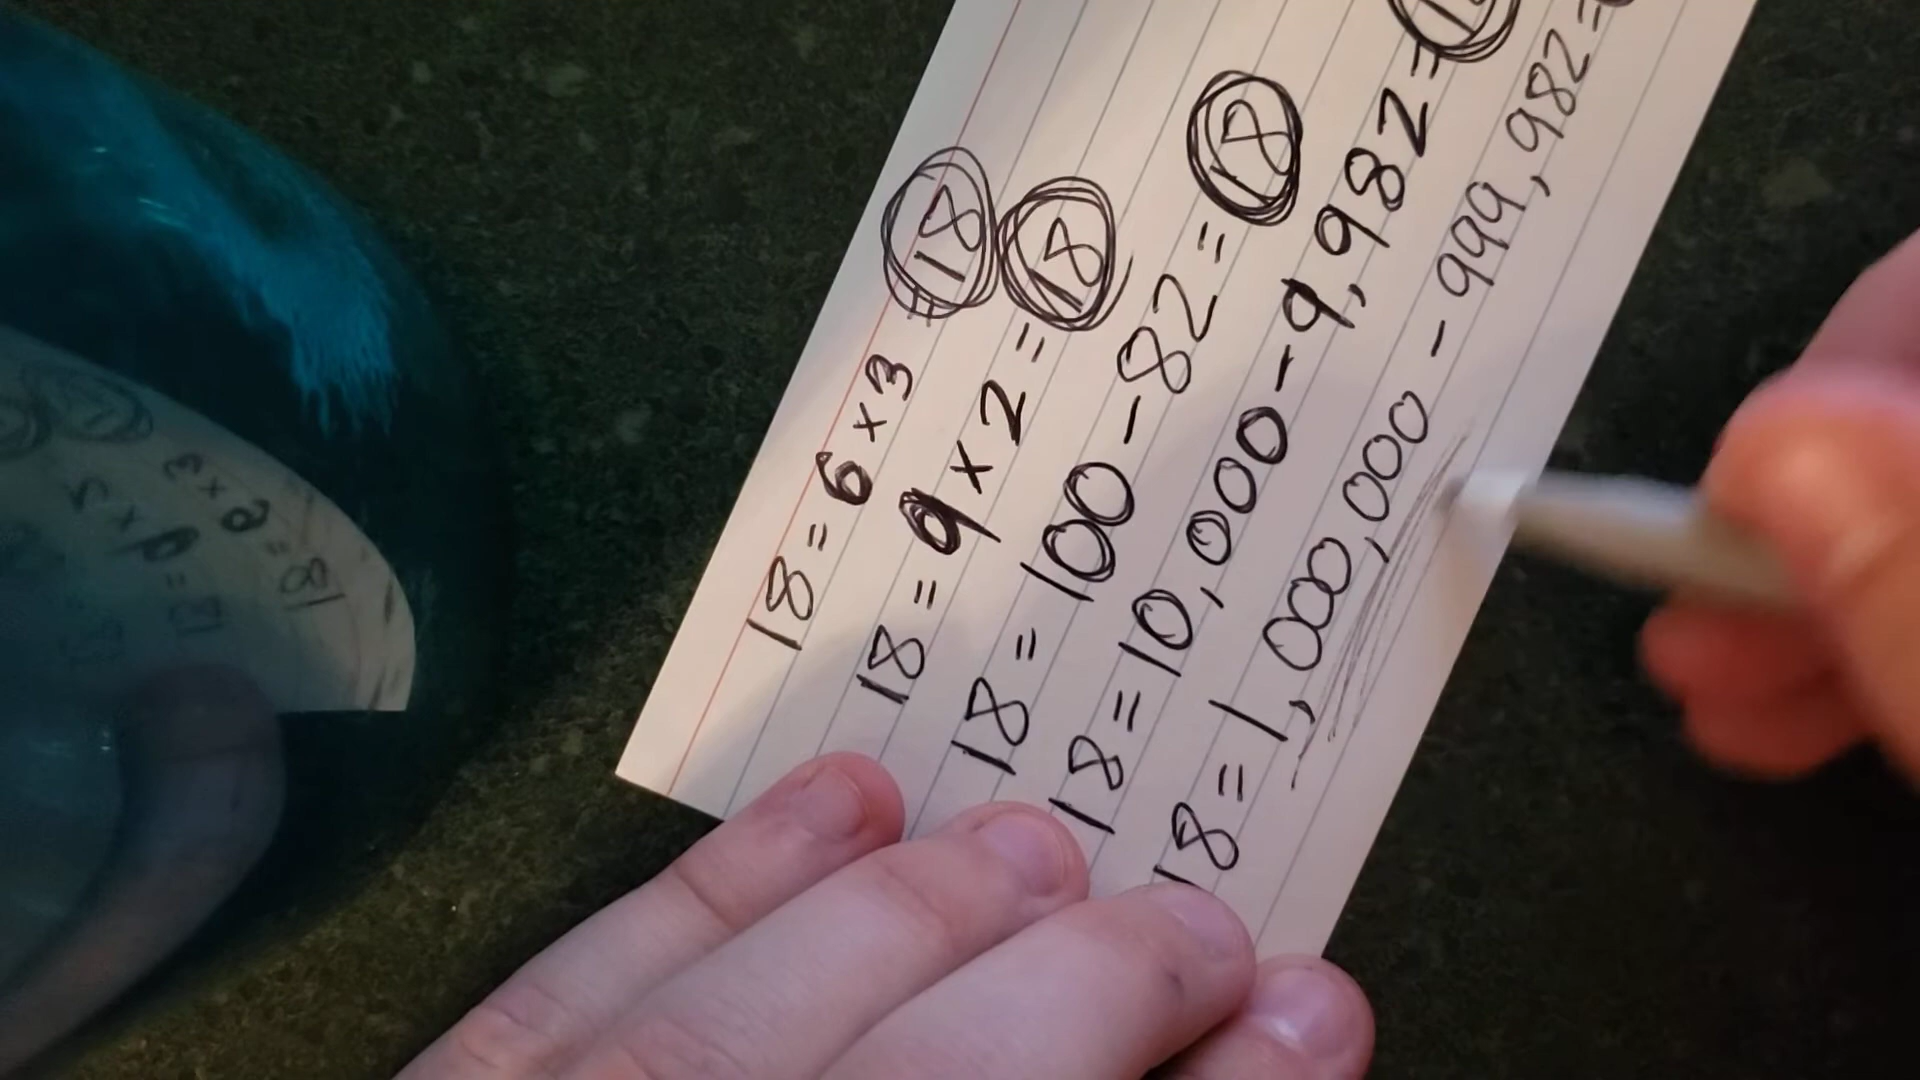 18 = 6 × 3 = 18
18 = 9 × 2 = 18
18 = 100 - 82 = 18
18 = 10,000 - 9,982 =
18 = 1,000,000 - 999,982 =